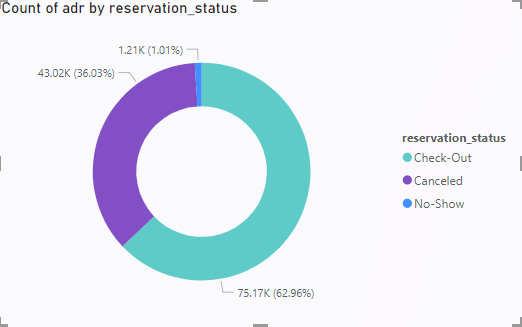 Count of adr by reservation_status
1.21K (1.01%)
43.02K (36.03%)
reservation_status
Check-Out
Canceled
No-Show
75.17K (62.96%)